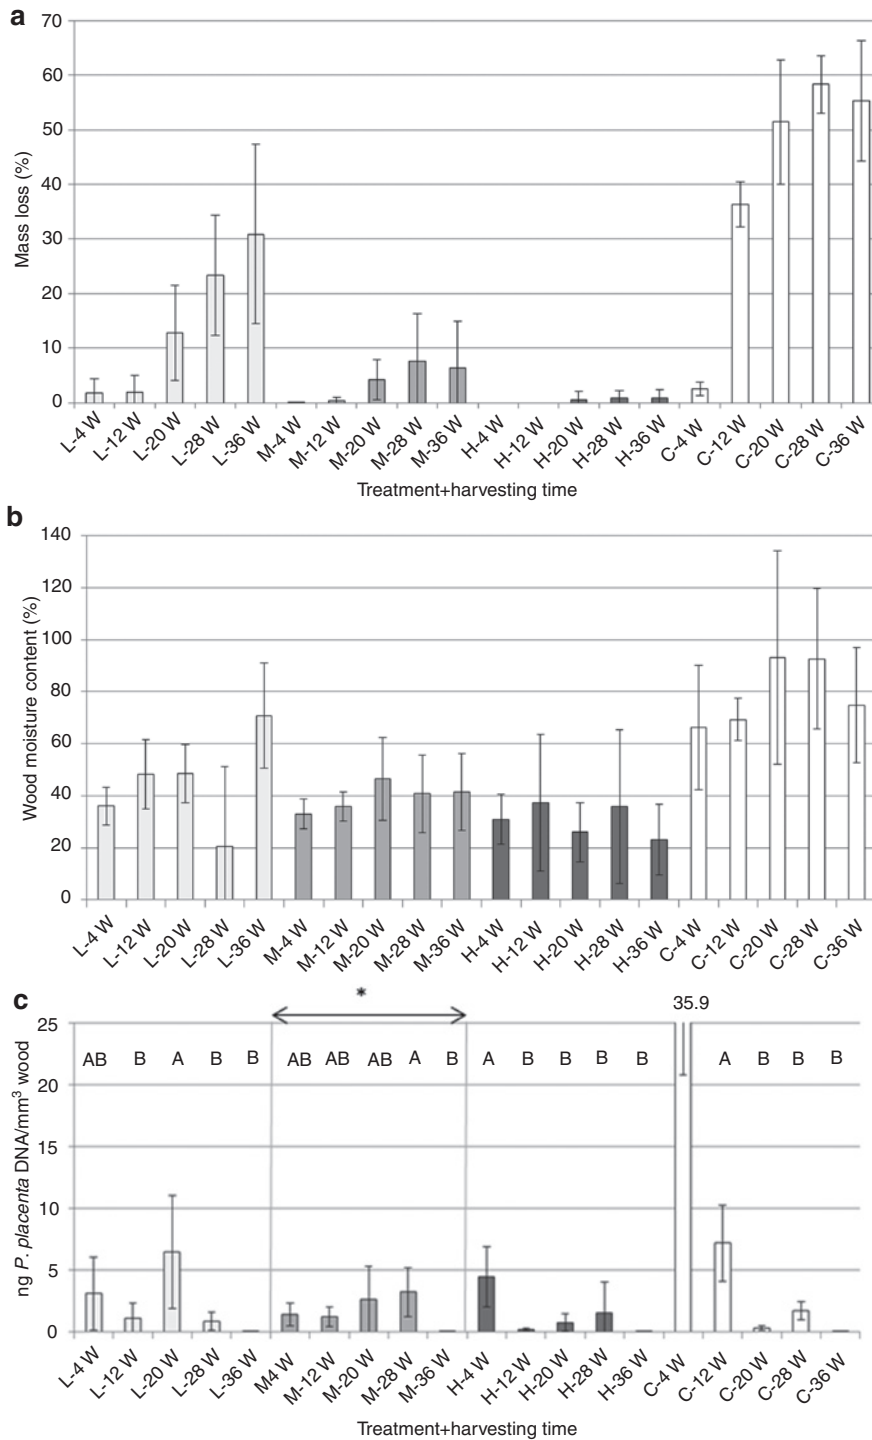 a
70
60
50
40
30
20
10
0
Mass loss (%)
L-4 W L-12 W L-20 W L-28 W L-36 W M-4 W M-12 W M-20 W M-28 W M-36 W H-4 W H-12 W H-20 W H-28 W H-36 W C-4 W C-12 W C-20 W C-28 W C-36 W
Treatment+harvesting time
b
140
120
100
80
60
40
20
0
Wood moisture content (%)
L-4 W L-12 W L-20 W L-28 W L-36 W M-4 W M-12 W M-20 W M-28 W M-36 W H-4 W H-12 W H-20 W H-28 W H-36 W C-4 W C-12 W C-20 W C-28 W C-36 W
c
*
35.9
25
20
15
10
5
0
ng P. placenta DNA/mm³ wood
AB B A B B AB AB AB A B A B B B B A B B B
L-4 W L-12 W L-20 W L-28 W L-36 W M4 W M-12 W M-20 W M-28 W M-36 W H-4 W H-12 W H-20 W H-28 W H-36 W C-4 W C-12 W C-20 W C-28 W C-36 W
Treatment+harvesting time